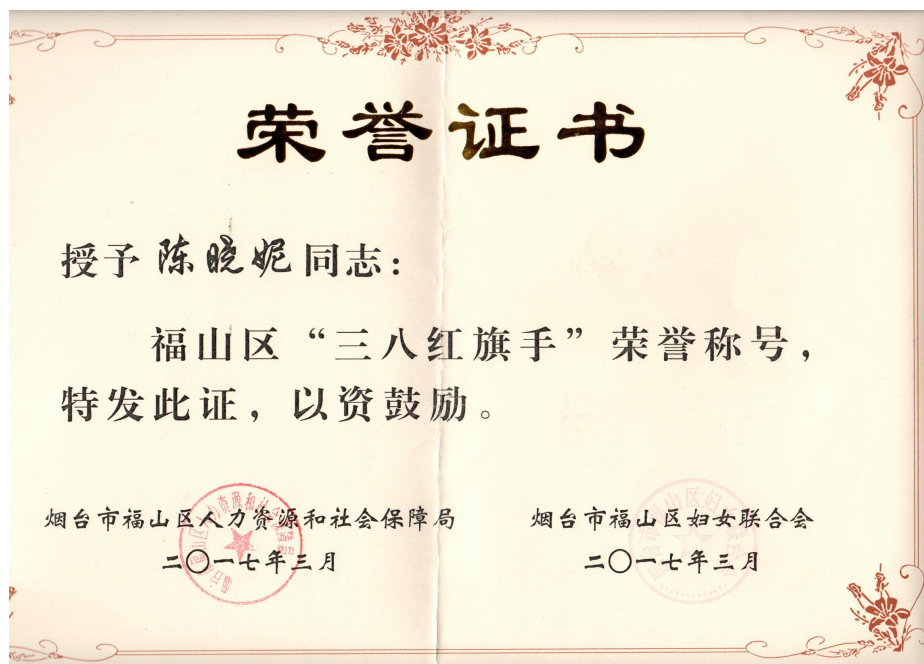 荣誉证书
授予 陈晓妮 同志：
福山区“三八红旗手”荣誉称号，
特发此证，以资鼓励。
烟台市福山区人力资源和社会保障局
二〇一七年三月
烟台市福山区妇女联合会
二〇一七年三月